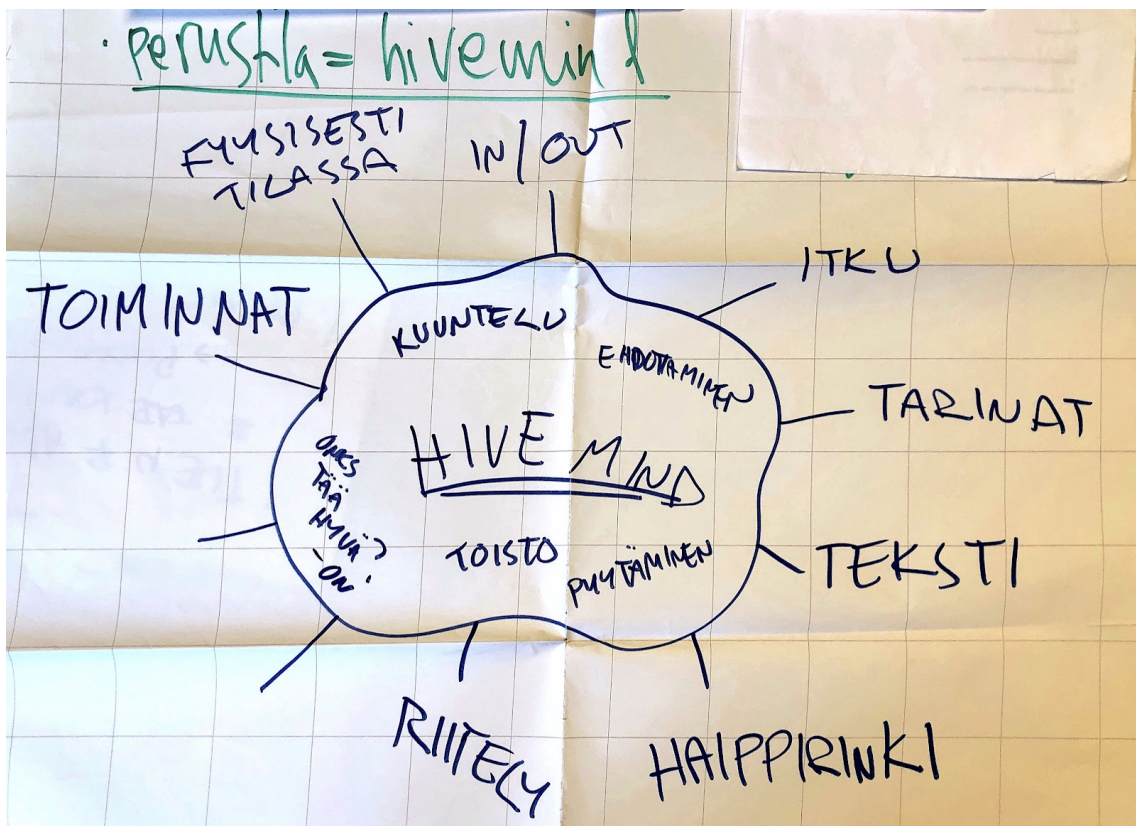 · perustila = hivemind
FYYSISESTI
TILASSA
IN/OUT
ITKU
TOIMINNAT
KUUNTELU
EHDOTTAMINEN
TARINAT
HIVE MIND
ONKS
TÄÄ
HYVÄ?
- ON!
TOISTO
PYYTÄMINEN
TEKSTI
RIITELY
HAIPPIRINKI